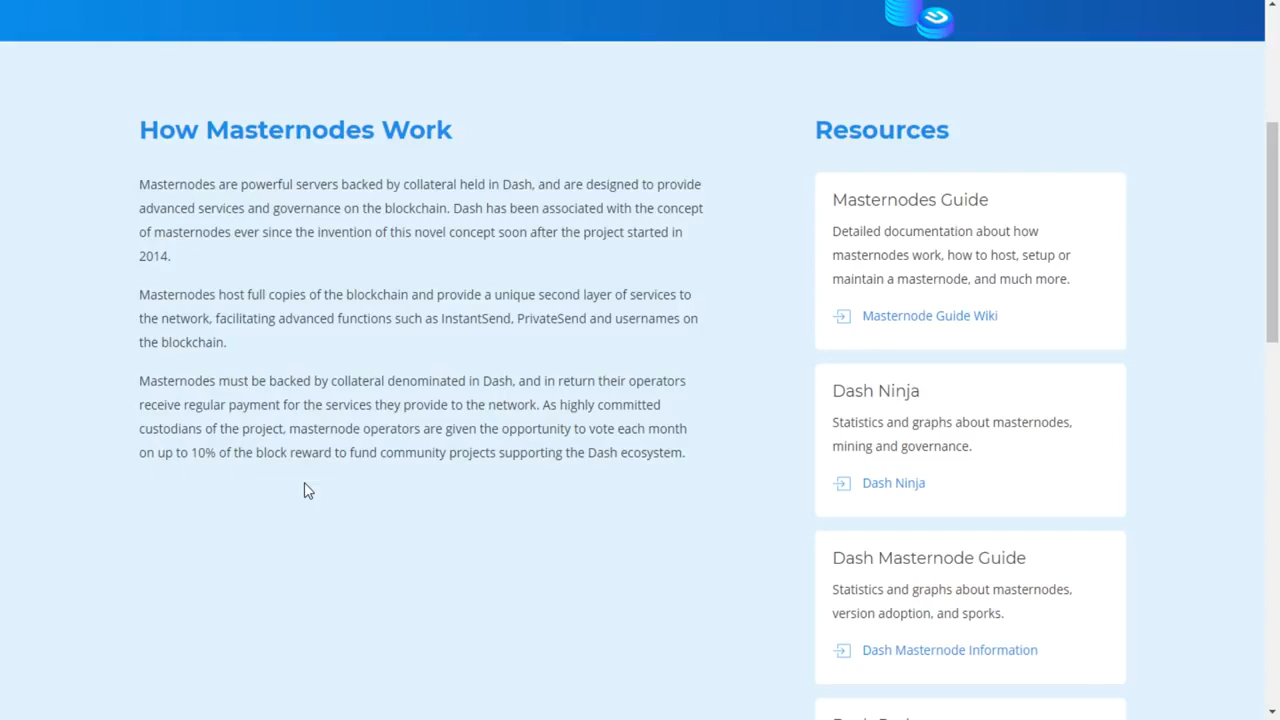 How Masternodes Work
Masternodes are powerful servers backed by collateral held in Dash, and are designed to provide
advanced services and governance on the blockchain. Dash has been associated with the concept
of masternodes ever since the invention of this novel concept soon after the project started in
2014.
Masternodes host full copies of the blockchain and provide a unique second layer of services to
the network, facilitating advanced functions such as InstantSend, PrivateSend and usernames on
the blockchain.
Masternodes must be backed by collateral denominated in Dash, and in return their operators
receive regular payment for the services they provide to the network. As highly committed
custodians of the project, masternode operators are given the opportunity to vote each month
on up to 10% of the block reward to fund community projects supporting the Dash ecosystem.
Resources
Masternodes Guide
Detailed documentation about how
masternodes work, how to host, setup or
maintain a masternode, and much more.
Masternode Guide Wiki
Dash Ninja
Statistics and graphs about masternodes,
mining and governance.
Dash Ninja
Dash Masternode Guide
Statistics and graphs about masternodes,
version adoption, and sporks.
Dash Masternode Information